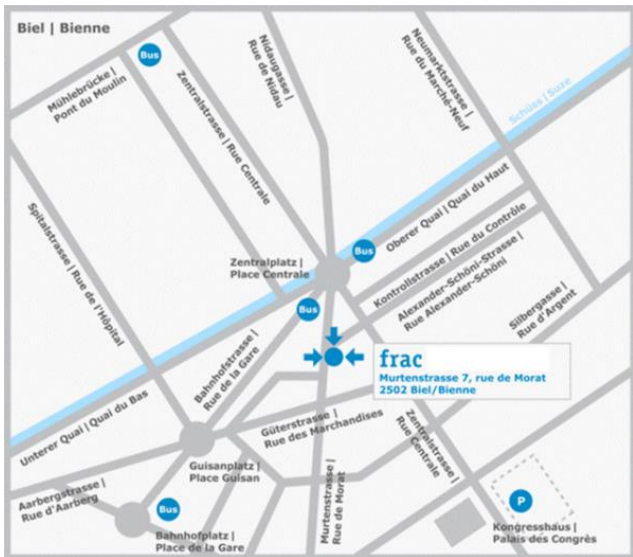 Biel | Bienne
Bus
Mühlebrücke |
Pont du Moulin
Zentralstrasse | Rue Centrale
Nidaugasse |
Rue de Nidau
Neumarktstrasse |
Rue du Marché-Neuf
Schüss | Suze
Spitalstrasse | Rue de l'Hôpital
Zentralplatz |
Place Centrale
Bus
Oberer Quai | Quai du Haut
Kontrollstrasse | Rue du Contrôle
Alexander-Schöni-Strasse |
Rue Alexander-Schöni
Silbergasse |
Rue d'Argent
Bus
Bahnhofstrasse |
Rue de la Gare
frac
Murtenstrasse 7, rue de Morat
2502 Biel/Bienne
Unterer Quai | Quai du Bas
Güterstrasse |
Rue des Marchandises
Zentralstrasse |
Rue Centrale
Guisanplatz |
Place Guisan
Murtenstrasse |
Rue de Morat
Aarbergstrasse |
Rue d'Aarberg
Bus
P
Bahnhofplatz |
Place de la Gare
Kongresshaus |
Palais des Congrès